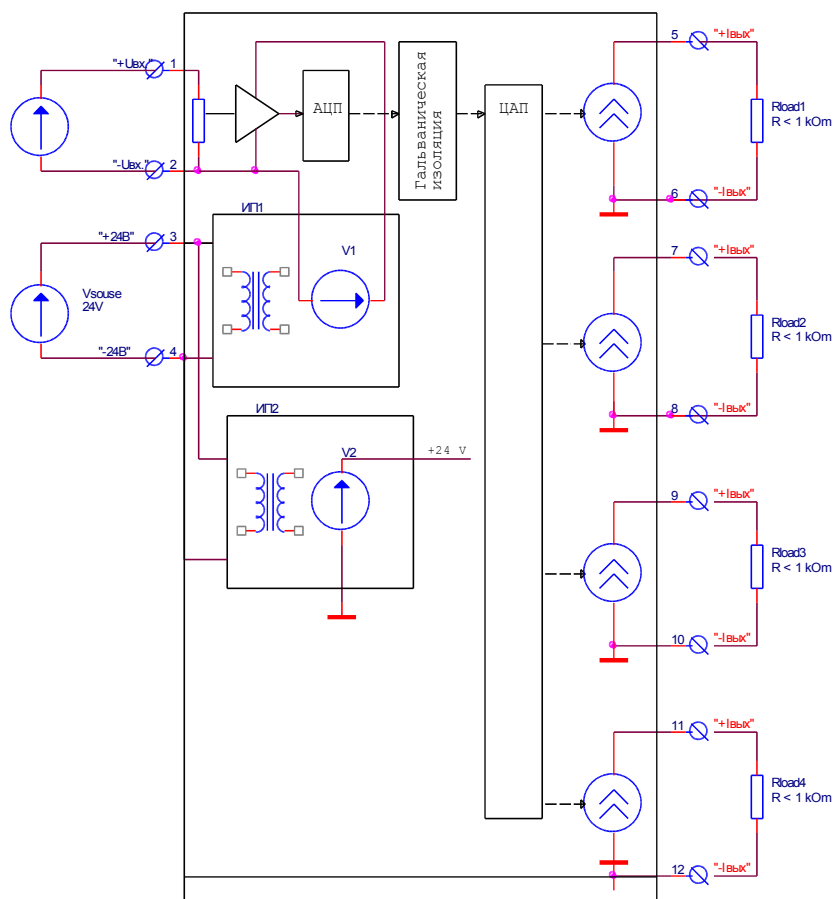 "+Uвх." 1
"-Uвх." 2
АЦП
Гальваническая
изоляция
ЦАП
5 "+Iвых"
Rload1
R < 1 kOm
6 "-Iвых"
ИП1
"+24В" 3
V1
Vsouse
24V
"-24В" 4
7 "+Iвых"
Rload2
R < 1 kOm
8 "-Iвых"
ИП2
V2
+24 V
9 "+Iвых"
Rload3
R < 1 kOm
10 "-Iвых"
11 "+Iвых"
Rload4
R < 1 kOm
12 "-Iвых"